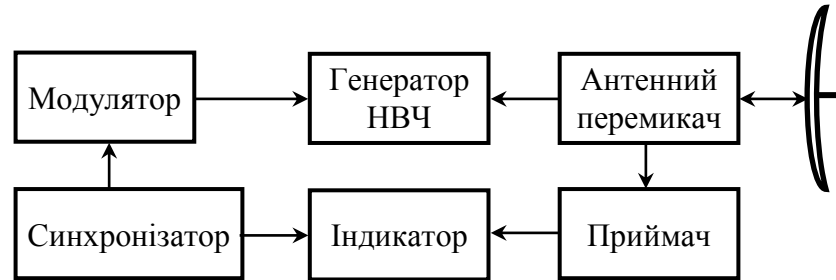 Модулятор
Генератор
НВЧ
Антенний
перемикач
Синхронізатор
Індикатор
Приймач